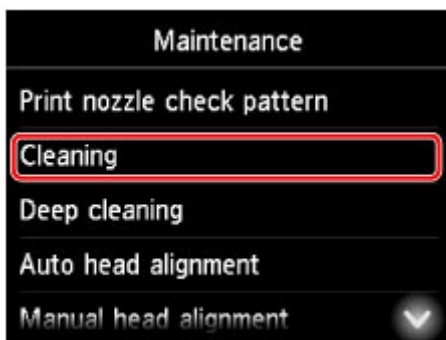 Maintenance
Print nozzle check pattern
Cleaning
Deep cleaning
Auto head alignment
Manual head alignment